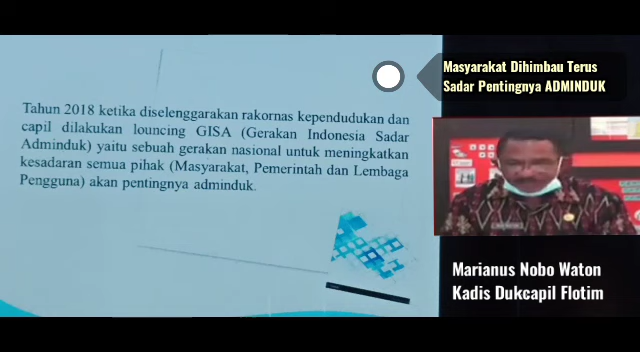 Masyarakat Dihimbau Terus
Sadar Pentingnya ADMINDUK
Tahun 2018 ketika diselenggarakan rakornas kependudukan dan
capil dilakukan louncing GISA (Gerakan Indonesia Sadar
Adminduk) yaitu sebuah gerakan nasional untuk meningkatkan
kesadaran semua pihak (Masyarakat, Pemerintah dan Lembaga
Pengguna) akan pentingnya adminduk.
Marianus Nobo Waton
Kadis Dukcapil Flotim